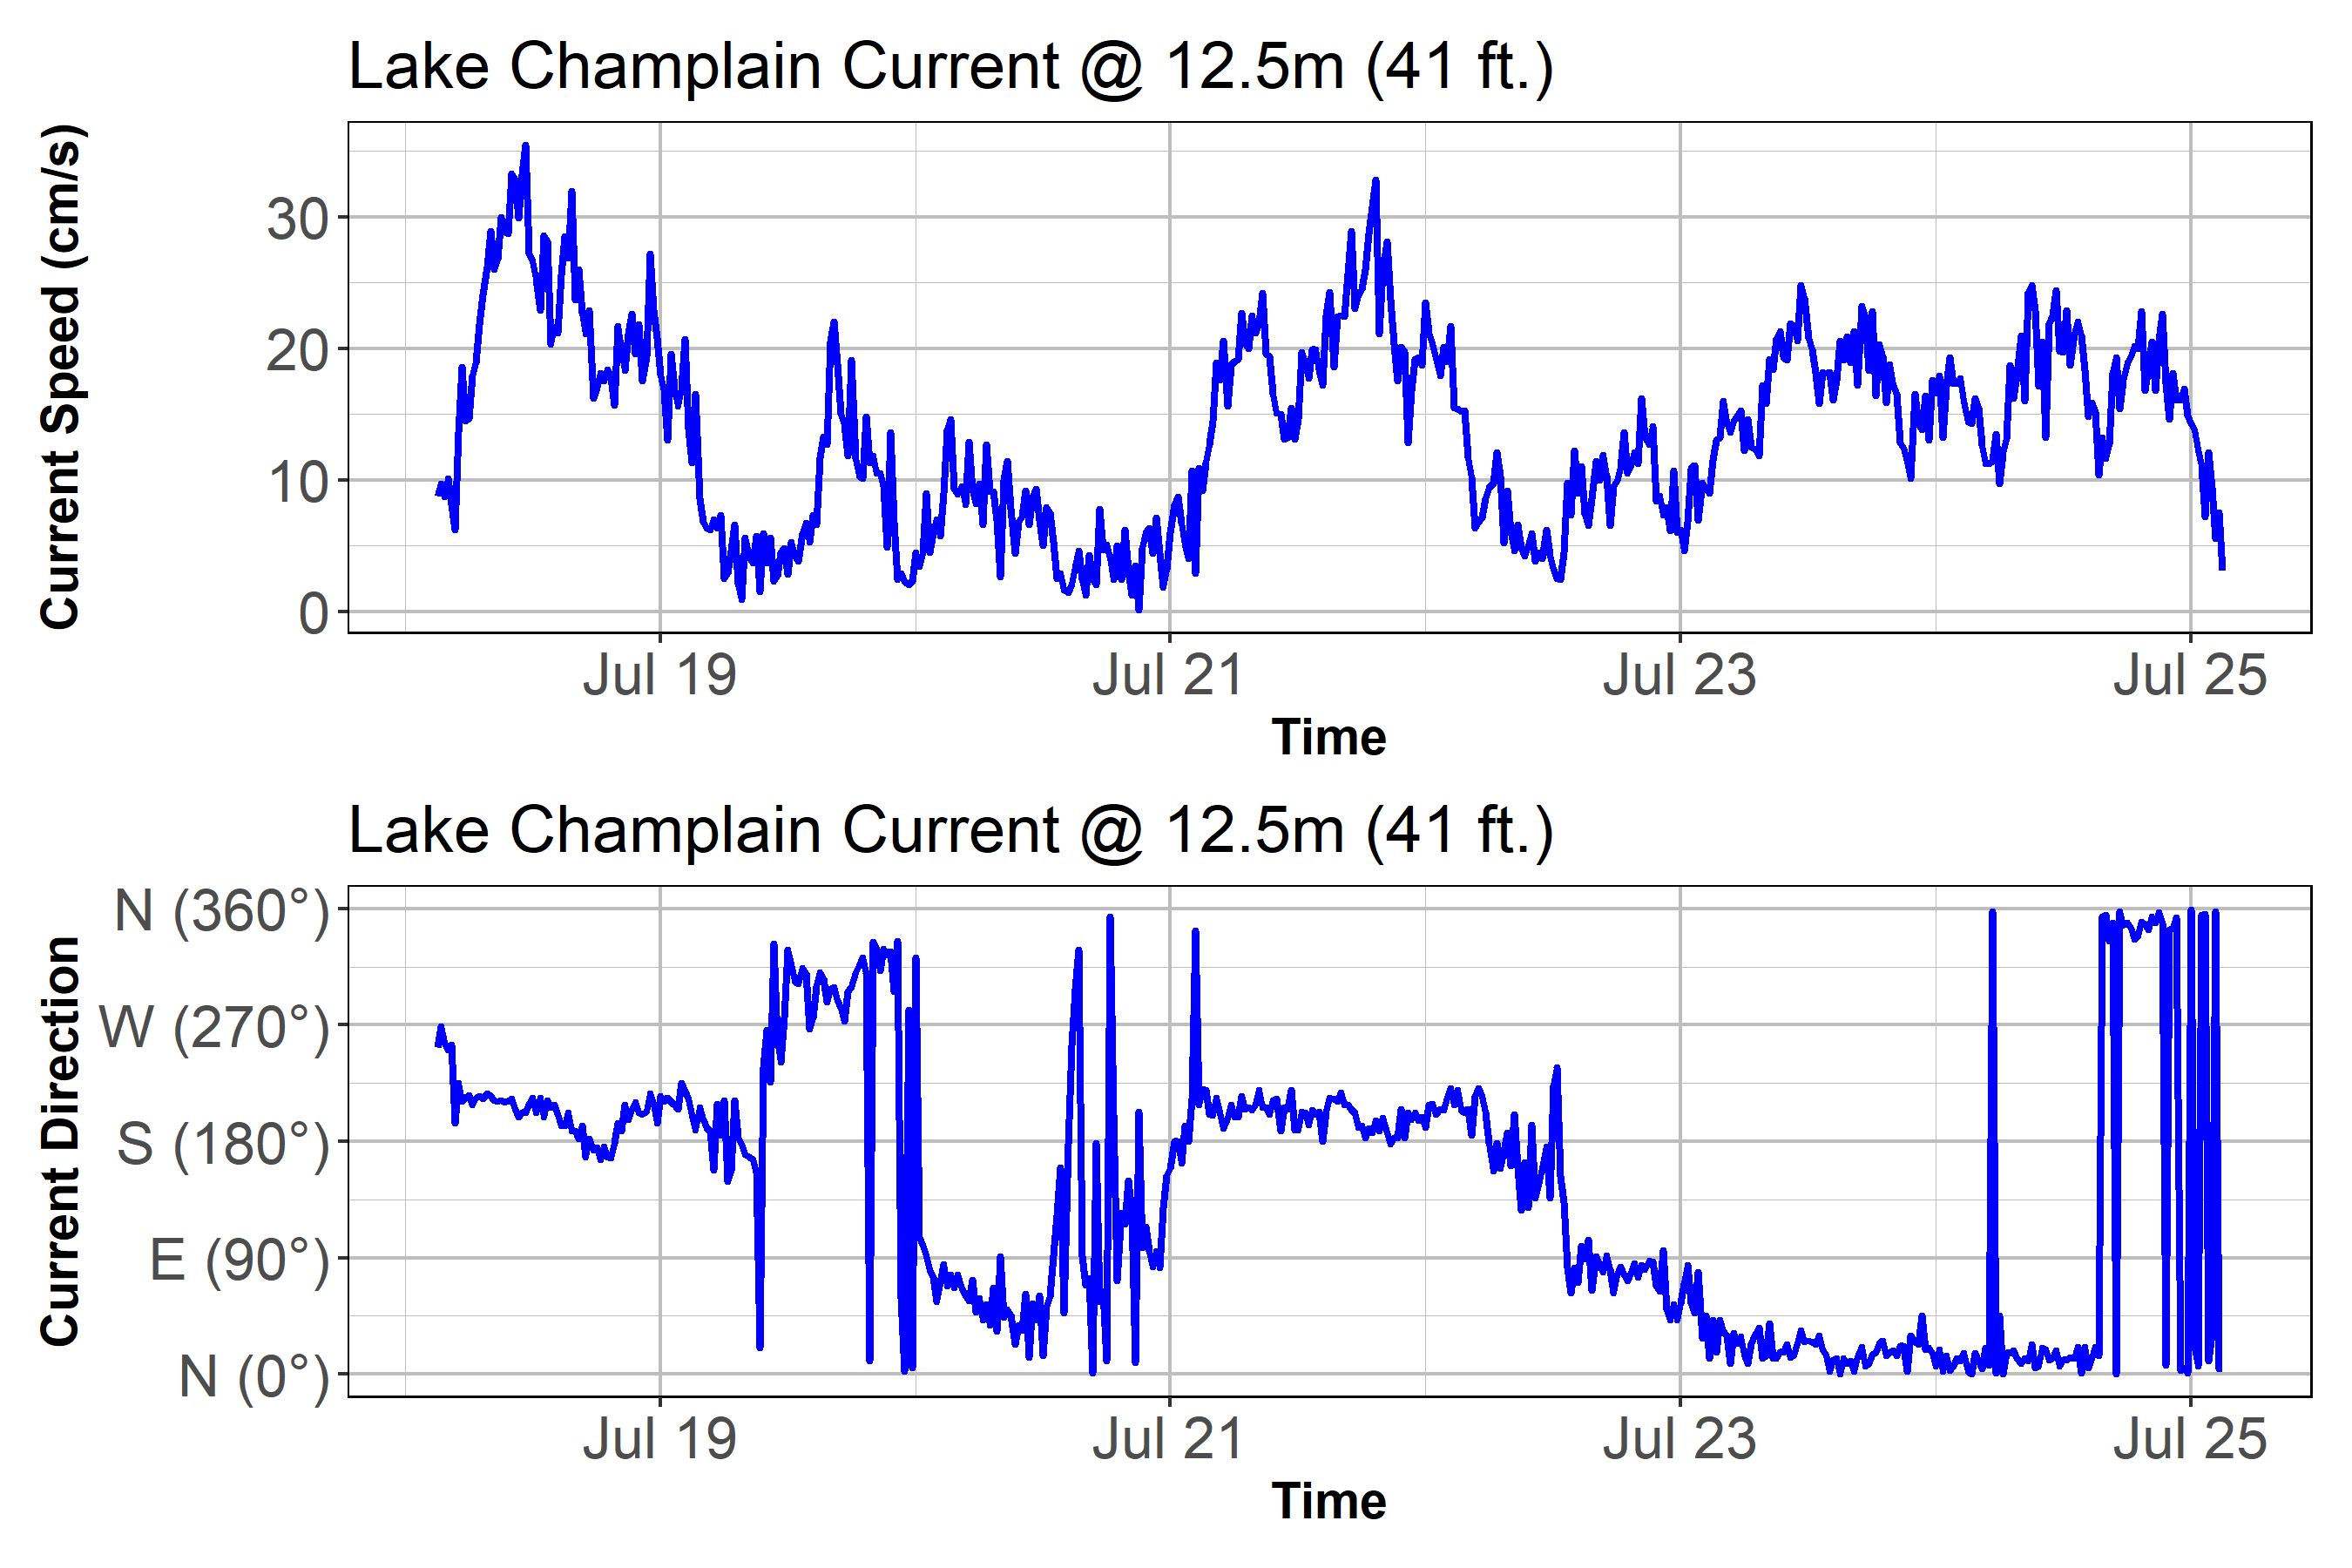 Lake Champlain Current @ 12.5m (41 ft.)
Current Speed (cm/s)
30
20
10
0
Jul 19 Jul 21 Jul 23 Jul 25
Time
Lake Champlain Current @ 12.5m (41 ft.)
Current Direction
N (360°)
W (270°)
S (180°)
E (90°)
N (0°)
Jul 19 Jul 21 Jul 23 Jul 25
Time